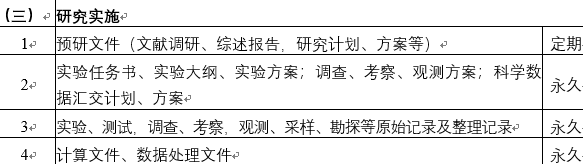 （三） 研究实施
1 预研文件（文献调研、综述报告，研究计划、方案等） 定期
2 实验任务书、实验大纲、实验方案；调查、考察、观测方案；科学数 永久
据汇交计划、方案
3 实验、测试，调查、考察，观测、采样、勘探等原始记录及整理记录 永久
4 计算文件、数据处理文件 永久